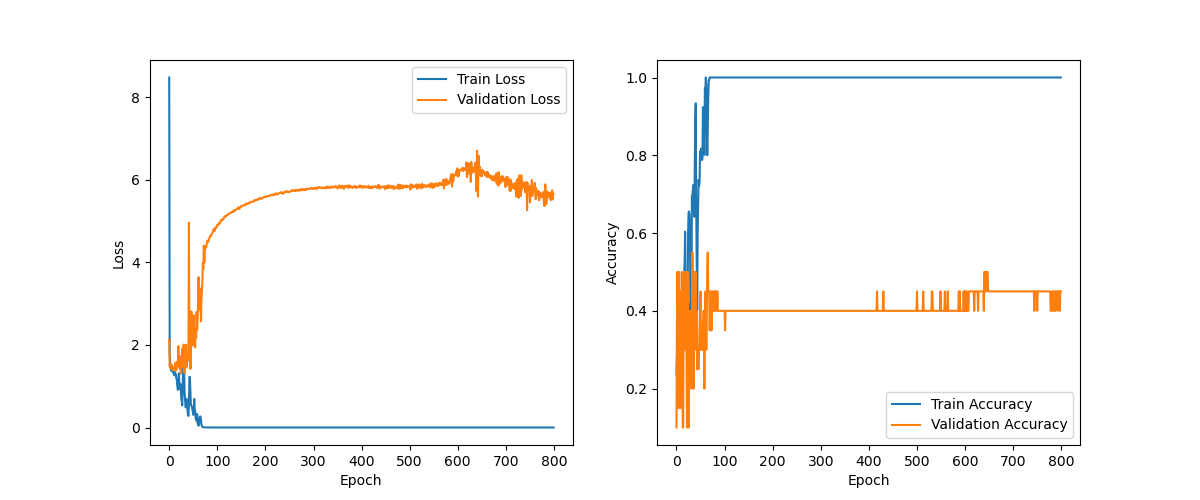 Train Loss
Validation Loss
8
6
4
2
0
Loss
0 100 200 300 400 500 600 700 800
Epoch
1.0
0.8
0.6
0.4
0.2
Accuracy
Train Accuracy
Validation Accuracy
0 100 200 300 400 500 600 700 800
Epoch